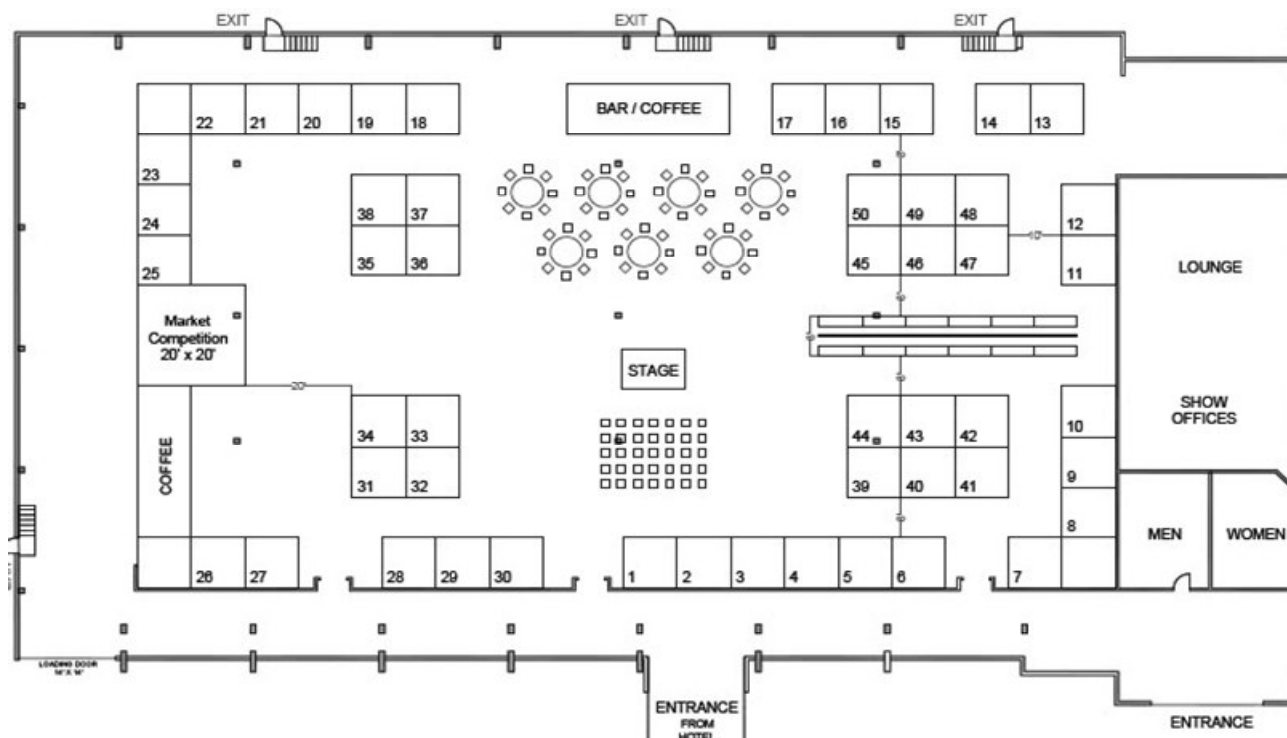 EXIT EXIT EXIT
BAR / COFFEE
22 21 20 19 18 17 16 15 14 13
23
38 37 50 49 48 12
24
35 36 45 46 47 11
25
LOUNGE
Market
Competition
20' x 20'
STAGE
20'
SHOW
OFFICES
34 33 44 43 42 10
COFFEE
31 32 39 40 41 9
8
MEN WOMEN
26 27 28 29 30 1 2 3 4 5 6 7
LOADING DOOR
ENTRANCE
FROM
HOTEL
ENTRANCE